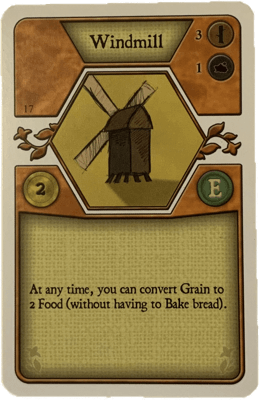 Windmill
3
1
17
2
E
At any time, you can convert Grain to
2 Food (without having to Bake bread).